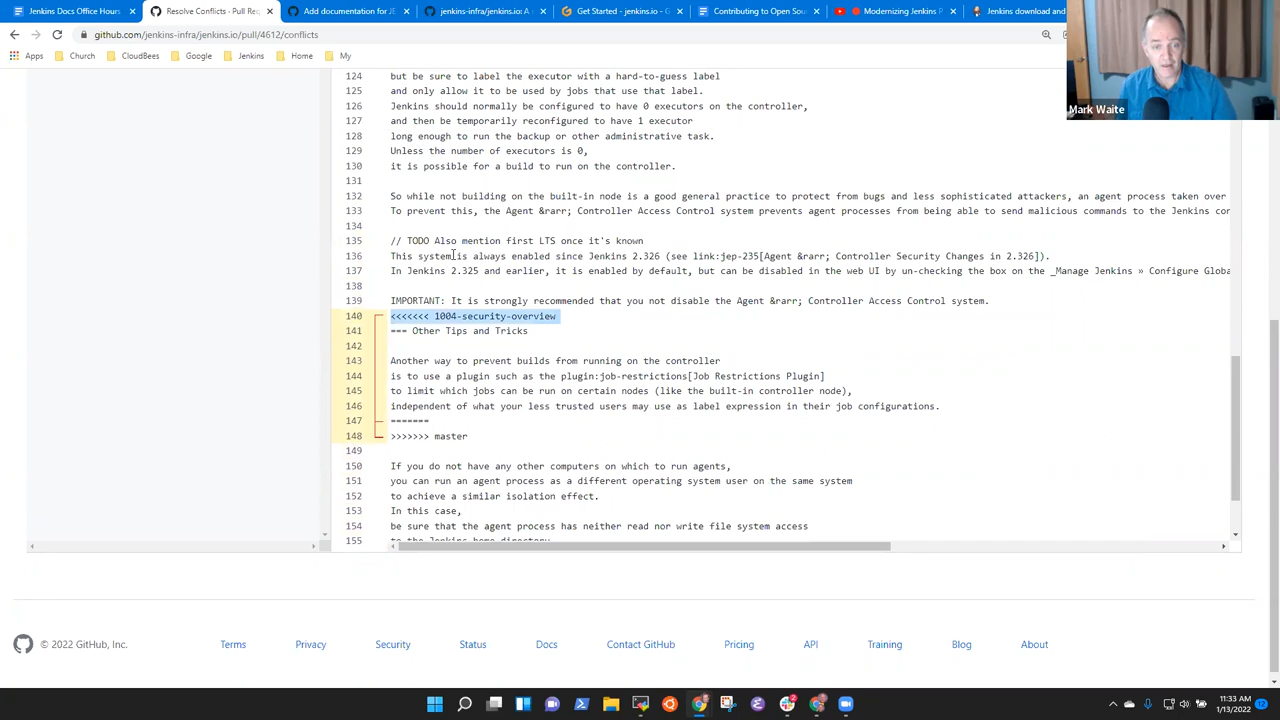 Jenkins Docs Office Hours
Resolve Conflicts · Pull Req
Add documentation for JE
jenkins-infra/jenkins.io: A
Get Started - jenkins.io - G
Contributing to Open Sou
Modernizing Jenkins P
Jenkins download and
github.com/jenkins-infra/jenkins.io/pull/4612/conflicts
Apps
Church
CloudBees
Google
Jenkins
Home
My
Mark Waite
124 but be sure to label the executor with a hard-to-guess label
125 and only allow it to be used by jobs that use that label.
126 Jenkins should normally be configured to have 0 executors on the controller,
127 and then be temporarily reconfigured to have 1 executor
128 long enough to run the backup or other administrative task.
129 Unless the number of executors is 0,
130 it is possible for a build to run on the controller.
131
132 So while not building on the built-in node is a good general practice to protect from bugs and less sophisticated attackers, an agent process taken over
133 To prevent this, the Agent &rarr; Controller Access Control system prevents agent processes from being able to send malicious commands to the Jenkins con
134
135 // TODO Also mention first LTS once it's known
136 This system is always enabled since Jenkins 2.326 (see link:jep-235[Agent &rarr; Controller Security Changes in 2.326]).
137 In Jenkins 2.325 and earlier, it is enabled by default, but can be disabled in the web UI by un-checking the box on the _Manage Jenkins » Configure Globa
138
139 IMPORTANT: It is strongly recommended that you not disable the Agent &rarr; Controller Access Control system.
140 <<<<<<< 1004-security-overview
141 === Other Tips and Tricks
142
143 Another way to prevent builds from running on the controller
144 is to use a plugin such as the plugin:job-restrictions[Job Restrictions Plugin]
145 to limit which jobs can be run on certain nodes (like the built-in controller node),
146 independent of what your less trusted users may use as label expression in their job configurations.
147 =======
148 >>>>>>> master
149
150 If you do not have any other computers on which to run agents,
151 you can run an agent process as a different operating system user on the same system
152 to achieve a similar isolation effect.
153 In this case,
154 be sure that the agent process has neither read nor write file system access
155 to the Jenkins home directory
© 2022 GitHub, Inc.
Terms
Privacy
Security
Status
Docs
Contact GitHub
Pricing
API
Training
Blog
About
11:33 AM
1/13/2022